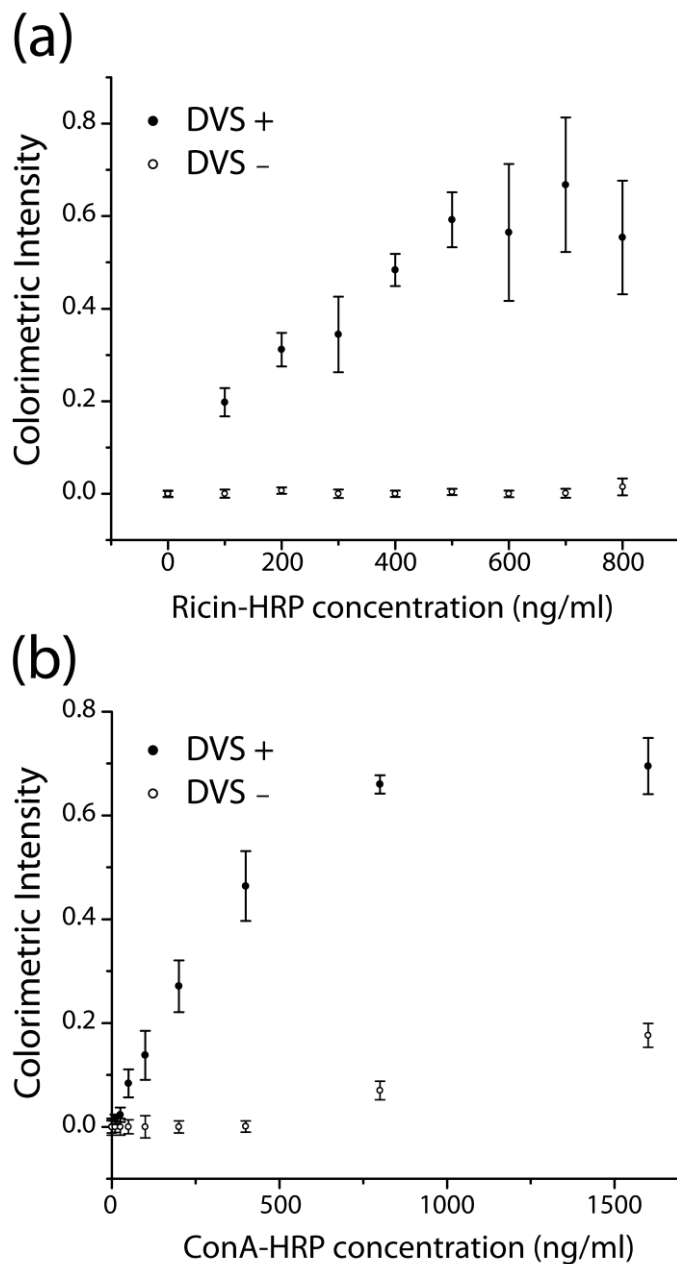 (a)
DVS +
DVS –
0.8
0.6
0.4
0.2
0.0
Colorimetric Intensity
0 200 400 600 800
Ricin-HRP concentration (ng/ml)
(b)
0.8
DVS +
DVS –
0.6
0.4
0.2
0.0
Colorimetric Intensity
0 500 1000 1500
ConA-HRP concentration (ng/ml)